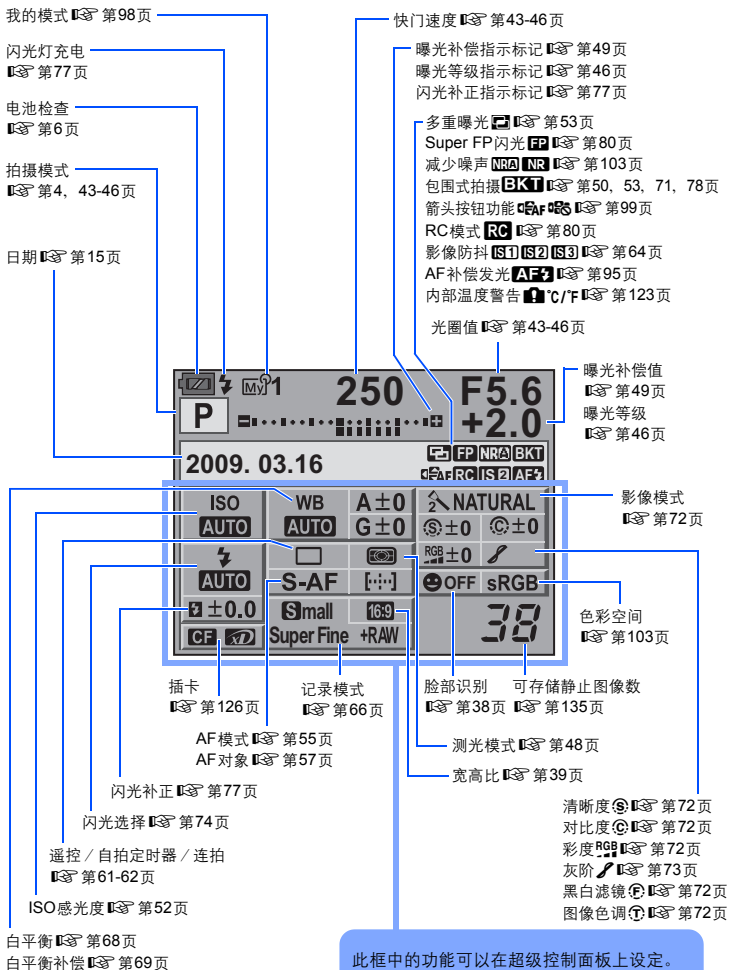 我的模式 ☞ 第98页
闪光灯充电
☞ 第77页
电池检查
☞ 第6页
拍摄模式
☞ 第4, 43-46页
日期 ☞ 第15页
快门速度 ☞ 第43-46页
曝光补偿指示标记 ☞ 第49页
曝光等级指示标记 ☞ 第46页
闪光补正指示标记 ☞ 第77页
多重曝光 ☞ 第53页
Super FP闪光 FP ☞ 第80页
减少噪声 NR NR ☞ 第103页
包围式拍摄 BKT ☞ 第50, 53, 71, 78页
箭头按钮功能 AF ☞ 第99页
RC模式 RC ☞ 第80页
影像防抖 IS1 IS2 IS3 ☞ 第64页
AF补偿发光 AF ☞ 第95页
内部温度警告 °C/°F ☞ 第123页
光圈值 ☞ 第43-46页
曝光补偿值
☞ 第49页
曝光等级
☞ 第46页
My 1 250 F5.6
P +2.0
2009. 03.16
FP NR BKT
AF RC IS2 AF
ISO WB A±0 2 NATURAL
AUTO AUTO G±0 S±0 C±0
RGB±0
AUTO S-AF OFF sRGB
±0.0 Small 16:9 38
CF xD Super Fine +RAW
影像模式
☞ 第72页
色彩空间
☞ 第103页
插卡
☞ 第126页
记录模式
☞ 第66页
脸部识别
☞ 第38页
可存储静止图像数
☞ 第135页
AF模式 ☞ 第55页
AF对象 ☞ 第57页
测光模式 ☞ 第48页
宽高比 ☞ 第39页
闪光补正 ☞ 第77页
闪光选择 ☞ 第74页
遥控／自拍定时器／连拍
☞ 第61-62页
ISO感光度 ☞ 第52页
白平衡 ☞ 第68页
白平衡补偿 ☞ 第69页
清晰度 S ☞ 第72页
对比度 C ☞ 第72页
彩度 RGB ☞ 第72页
灰阶 ☞ 第73页
黑白滤镜 F ☞ 第72页
图像色调 T ☞ 第72页
此框中的功能可以在超级控制面板上设定。